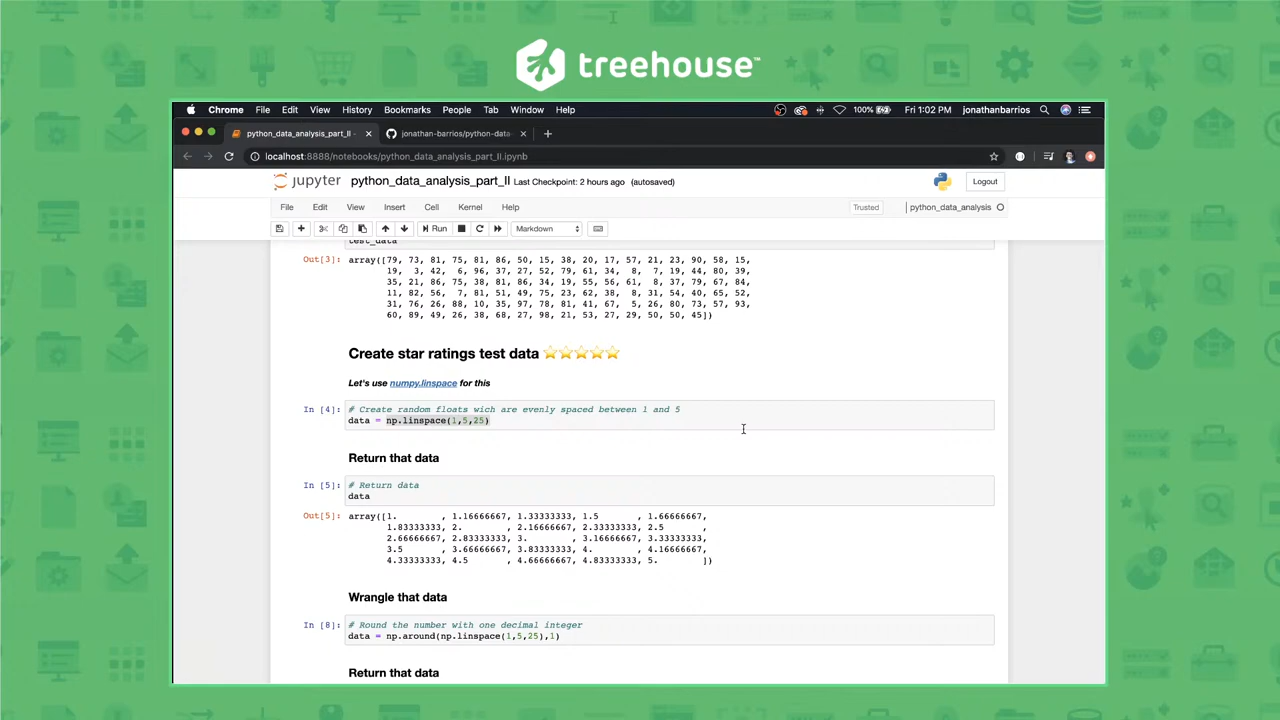 treehouse™
Chrome File Edit View History Bookmarks People Tab Window Help 100% Fri 1:02 PM jonathanbarrios
python_data_analysis_part_II - jonathan-barrios/python-data-
localhost:8888/notebooks/python_data_analysis_part_II.ipynb
jupyter python_data_analysis_part_II Last Checkpoint: 2 hours ago (autosaved) Logout
File Edit View Insert Cell Kernel Help Trusted python_data_analysis
Run Markdown
test_data
Out[3]: array([79, 73, 81, 75, 81, 86, 50, 15, 38, 20, 17, 57, 21, 23, 90, 58, 15,
19, 3, 42, 6, 96, 37, 27, 52, 79, 61, 34, 8, 7, 19, 44, 80, 39,
35, 21, 86, 75, 38, 81, 86, 34, 19, 55, 56, 61, 8, 37, 79, 67, 84,
11, 82, 56, 7, 81, 51, 49, 75, 23, 62, 38, 8, 31, 54, 40, 65, 52,
31, 76, 26, 88, 10, 35, 97, 78, 81, 41, 67, 5, 26, 80, 73, 57, 93,
60, 89, 49, 26, 38, 68, 27, 98, 21, 53, 27, 29, 50, 50, 45])
Create star ratings test data ⭐⭐⭐⭐⭐
Let's use numpy.linspace for this
In [4]: # Create random floats wich are evenly spaced between 1 and 5
data = np.linspace(1,5,25)
Return that data
In [5]: # Return data
data
Out[5]: array([1. , 1.16666667, 1.33333333, 1.5 , 1.66666667,
1.83333333, 2. , 2.16666667, 2.33333333, 2.5 ,
2.66666667, 2.83333333, 3. , 3.16666667, 3.33333333,
3.5 , 3.66666667, 3.83333333, 4. , 4.16666667,
4.33333333, 4.5 , 4.66666667, 4.83333333, 5. ])
Wrangle that data
In [8]: # Round the number with one decimal integer
data = np.around(np.linspace(1,5,25),1)
Return that data